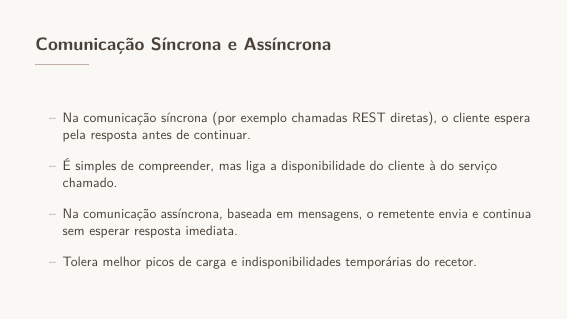 Comunicação Síncrona e Assíncrona
– Na comunicação síncrona (por exemplo chamadas REST diretas), o cliente espera
pela resposta antes de continuar.
– É simples de compreender, mas liga a disponibilidade do cliente à do serviço
chamado.
– Na comunicação assíncrona, baseada em mensagens, o remetente envia e continua
sem esperar resposta imediata.
– Tolera melhor picos de carga e indisponibilidades temporárias do recetor.